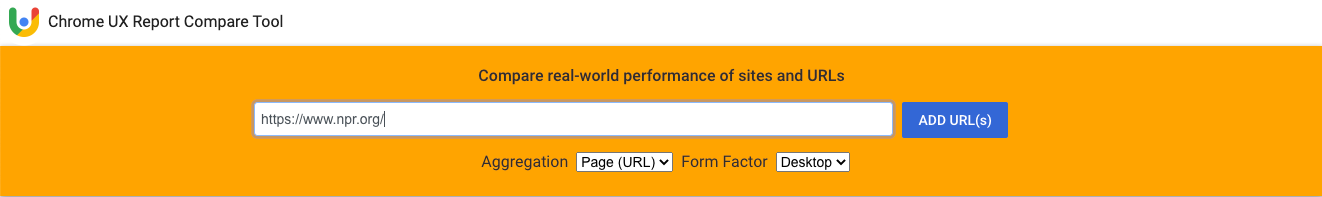 Chrome UX Report Compare Tool
Compare real-world performance of sites and URLs
https://www.npr.org/
ADD URL(s)
Aggregation Page (URL) Form Factor Desktop